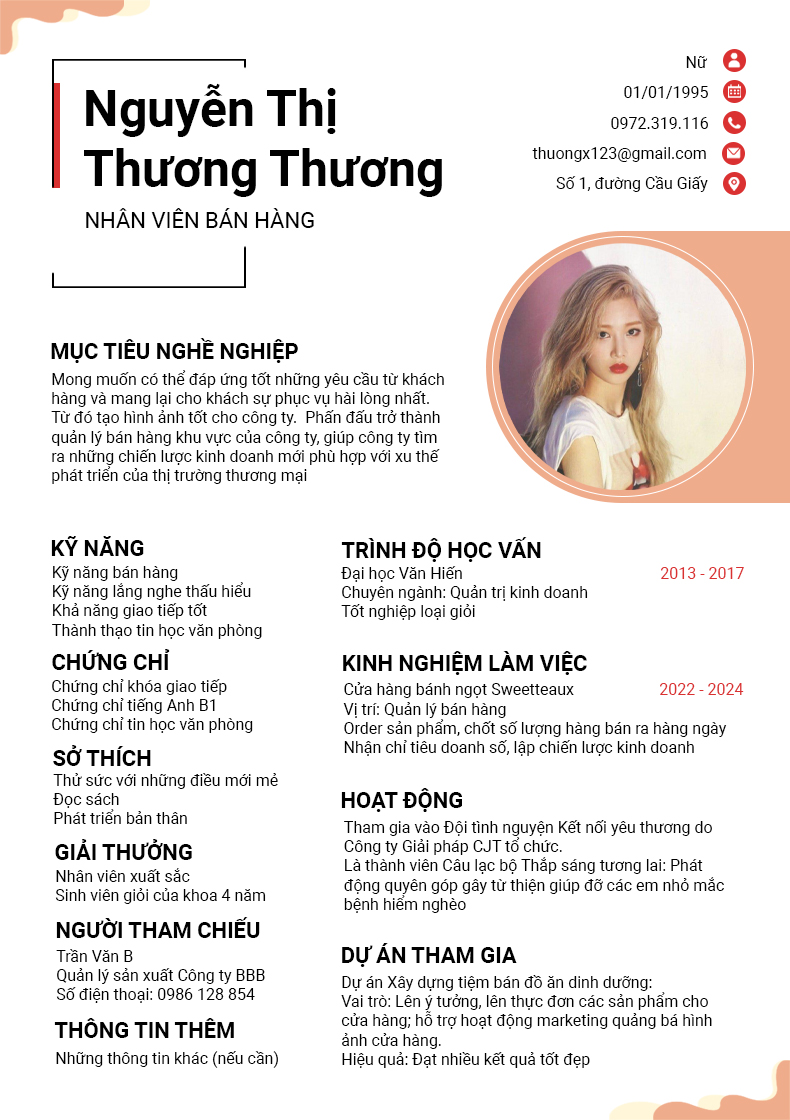 Nguyễn Thị
Thương Thương
NHÂN VIÊN BÁN HÀNG
Nữ
01/01/1995
0972.319.116
thuongx123@gmail.com
Số 1, đường Cầu Giấy
MỤC TIÊU NGHỀ NGHIỆP
Mong muốn có thể đáp ứng tốt những yêu cầu từ khách
hàng và mang lại cho khách sự phục vụ hài lòng nhất.
Từ đó tạo hình ảnh tốt cho công ty. Phấn đấu trở thành
quản lý bán hàng khu vực của công ty, giúp công ty tìm
ra những chiến lược kinh doanh mới phù hợp với xu thế
phát triển của thị trường thương mại
KỸ NĂNG
Kỹ năng bán hàng
Kỹ năng lắng nghe thấu hiểu
Khả năng giao tiếp tốt
Thành thạo tin học văn phòng
CHỨNG CHỈ
Chứng chỉ khóa giao tiếp
Chứng chỉ tiếng Anh B1
Chứng chỉ tin học văn phòng
SỞ THÍCH
Thử sức với những điều mới mẻ
Đọc sách
Phát triển bản thân
GIẢI THƯỞNG
Nhân viên xuất sắc
Sinh viên giỏi của khoa 4 năm
NGƯỜI THAM CHIẾU
Trần Văn B
Quản lý sản xuất Công ty BBB
Số điện thoại: 0986 128 854
THÔNG TIN THÊM
Những thông tin khác (nếu cần)
TRÌNH ĐỘ HỌC VẤN
Đại học Văn Hiến 2013 - 2017
Chuyên ngành: Quản trị kinh doanh
Tốt nghiệp loại giỏi
KINH NGHIỆM LÀM VIỆC
Cửa hàng bánh ngọt Sweetteaux 2022 - 2024
Vị trí: Quản lý bán hàng
Order sản phẩm, chốt số lượng hàng bán ra hàng ngày
Nhận chỉ tiêu doanh số, lập chiến lược kinh doanh
HOẠT ĐỘNG
Tham gia vào Đội tình nguyện Kết nối yêu thương do
Công ty Giải pháp CJT tổ chức.
Là thành viên Câu lạc bộ Thắp sáng tương lai: Phát
động quyên góp gây từ thiện giúp đỡ các em nhỏ mắc
bệnh hiểm nghèo
DỰ ÁN THAM GIA
Dự án Xây dựng tiệm bán đồ ăn dinh dưỡng:
Vai trò: Lên ý tưởng, lên thực đơn các sản phẩm cho
cửa hàng; hỗ trợ hoạt động marketing quảng bá hình
ảnh cửa hàng.
Hiệu quả: Đạt nhiều kết quả tốt đẹp